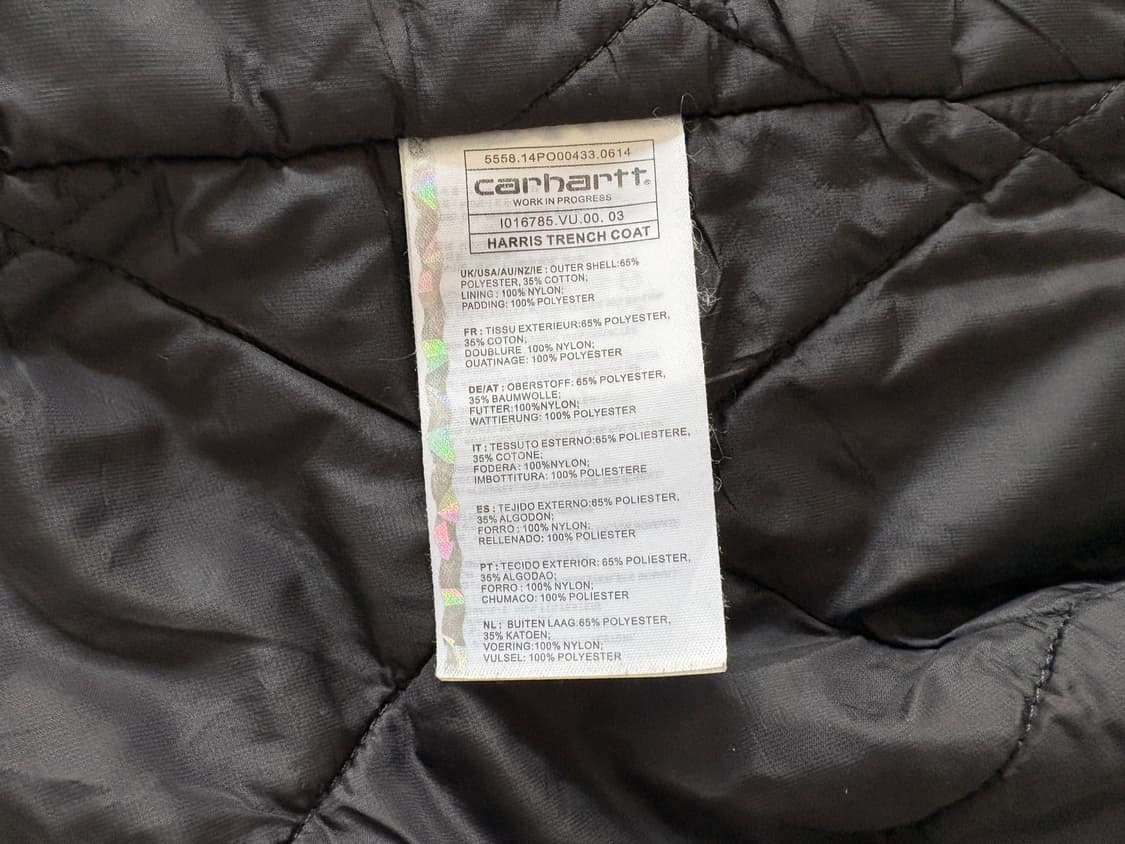 5558.14PO00433.0614
carhartt®
WORK IN PROGRESS
I016785.VU.00. 03
HARRIS TRENCH COAT
UK/USA/AU/NZ/IE : OUTER SHELL:65%
POLYESTER, 35% COTTON;
LINING : 100% NYLON;
PADDING: 100% POLYESTER
FR : TISSU EXTERIEUR:65% POLYESTER,
35% COTON;
DOUBLURE 100% NYLON;
OUATINAGE: 100% POLYESTER
DE/AT : OBERSTOFF: 65% POLYESTER,
35% BAUMWOLLE;
FUTTER:100%NYLON;
WATTIERUNG: 100% POLYESTER
IT : TESSUTO ESTERNO:65% POLIESTERE,
35% COTONE;
FODERA : 100%NYLON;
IMBOTTITURA: 100% POLIESTERE
ES : TEJIDO EXTERNO:65% POLIESTER,
35% ALGODON;
FORRO : 100% NYLON;
RELLENADO: 100% POLIESTER
PT : TECIDO EXTERIOR: 65% POLIESTER,
35% ALGODAO;
FORRO : 100% NYLON;
CHUMACO: 100% POLYESTER
NL : BUITEN LAAG:65% POLYESTER,
35% KATOEN;
VOERING:100% NYLON;
VULSEL: 100% POLYESTER